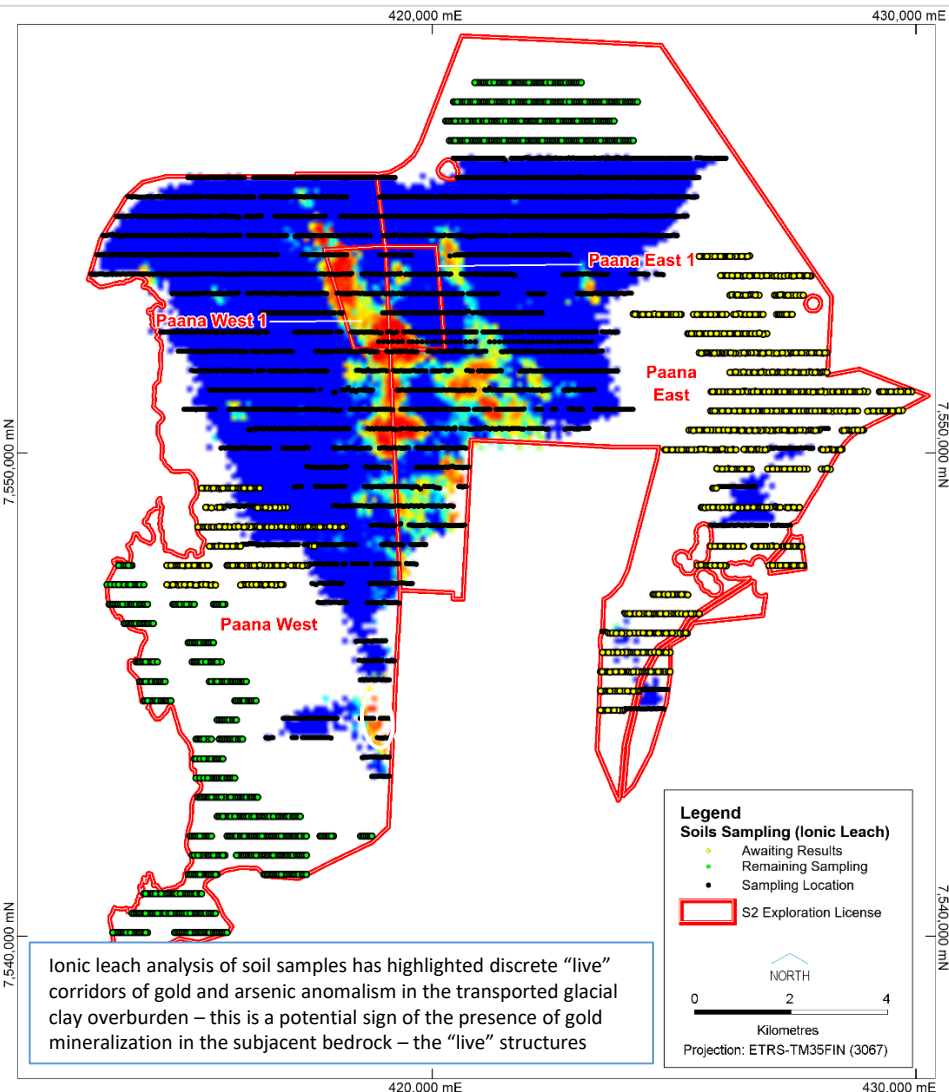 420,000 mE
430,000 mE
Paana East 1
Paana West 1
Paana
East
7,550,000 mN
7,550,000 mN
Paana West
Legend
Soils Sampling (Ionic Leach)
Awaiting Results
Remaining Sampling
Sampling Location
S2 Exploration License
NORTH
0 2 4
Kilometres
Projection: ETRS-TM35FIN (3067)
7,540,000 mN
7,540,000 mN
Ionic leach analysis of soil samples has highlighted discrete “live”
corridors of gold and arsenic anomalism in the transported glacial
clay overburden – this is a potential sign of the presence of gold
mineralization in the subjacent bedrock – the “live” structures
420,000 mE
430,000 mE